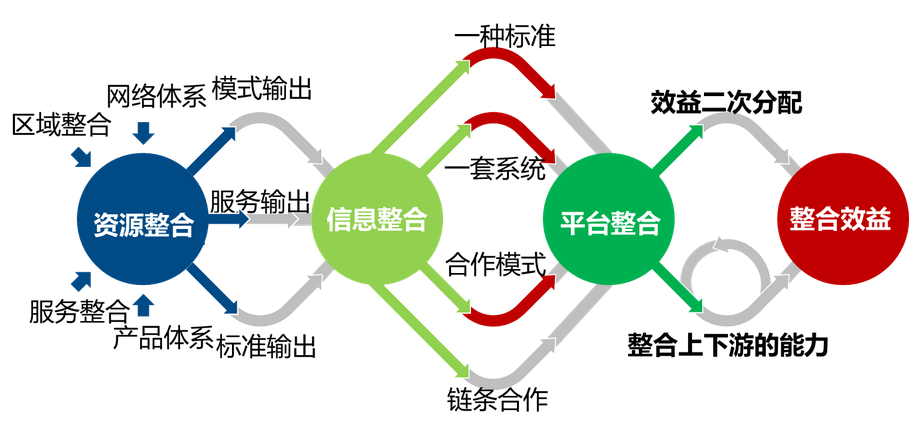 网络体系
区域整合
资源整合
服务整合
产品体系
模式输出
服务输出
标准输出
信息整合
一种标准
一套系统
合作模式
链条合作
平台整合
效益二次分配
整合上下游的能力
整合效益